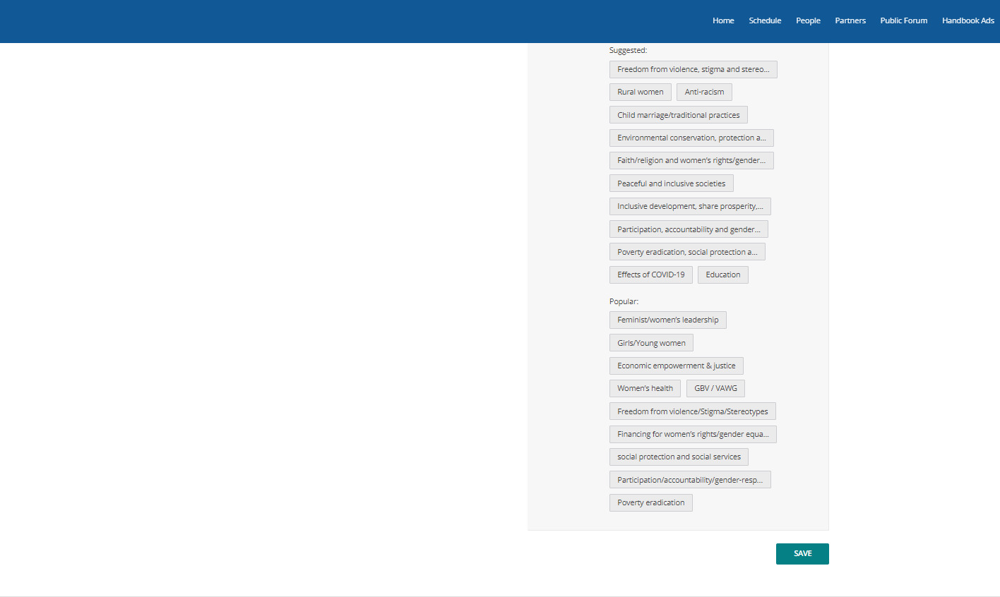 Home Schedule People Partners Public Forum Handbook Ads
Suggested:
Freedom from violence, stigma and stereo...
Rural women Anti-racism
Child marriage/traditional practices
Environmental conservation, protection a...
Faith/religion and women's rights/gender...
Peaceful and inclusive societies
Inclusive development, share prosperity,...
Participation, accountability and gender...
Poverty eradication, social protection a...
Effects of COVID-19 Education
Popular:
Feminist/women's leadership
Girls/Young women
Economic empowerment & justice
Women's health GBV / VAWG
Freedom from violence/Stigma/Stereotypes
Financing for women's rights/gender equa...
social protection and social services
Participation/accountability/gender-resp...
Poverty eradication
SAVE